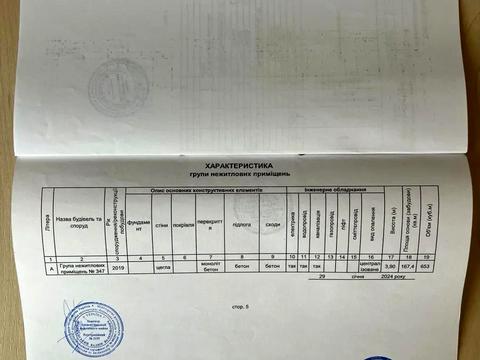 ХАРАКТЕРИСТИКА
групи нежитлових приміщень
Літера Назва будівель та споруд Рік спорудження/реконструкції побудови Опис основних конструктивних елементів Інженерне обладнання Висота (м) Площа основи (забудови) (кв.м) Об'єм (куб.м)
фундамент стіни покрівля перекриття підлога сходи електрика водопровід каналізація газопровід ліфт сміттєпровід вид опалення
1 2 3 4 5 6 7 8 9 10 11 12 13 14 15 16 17 18 19
А Група нежитлових приміщень № 347 2019 цегла моноліт бетон бетон бетон так так так централізоване 3,90 167,4 653
29 січня 2024 року
стор. 5